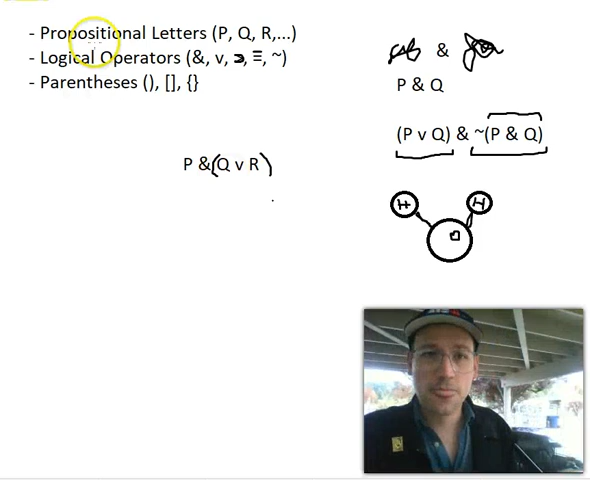 - Propositional Letters (P, Q, R,...)
- Logical Operators (&, v, ⊃, ≡, ~)
- Parentheses (), [], {}
&
P & Q
(P v Q) & ~(P & Q)
P &(Q v R)
H H
O